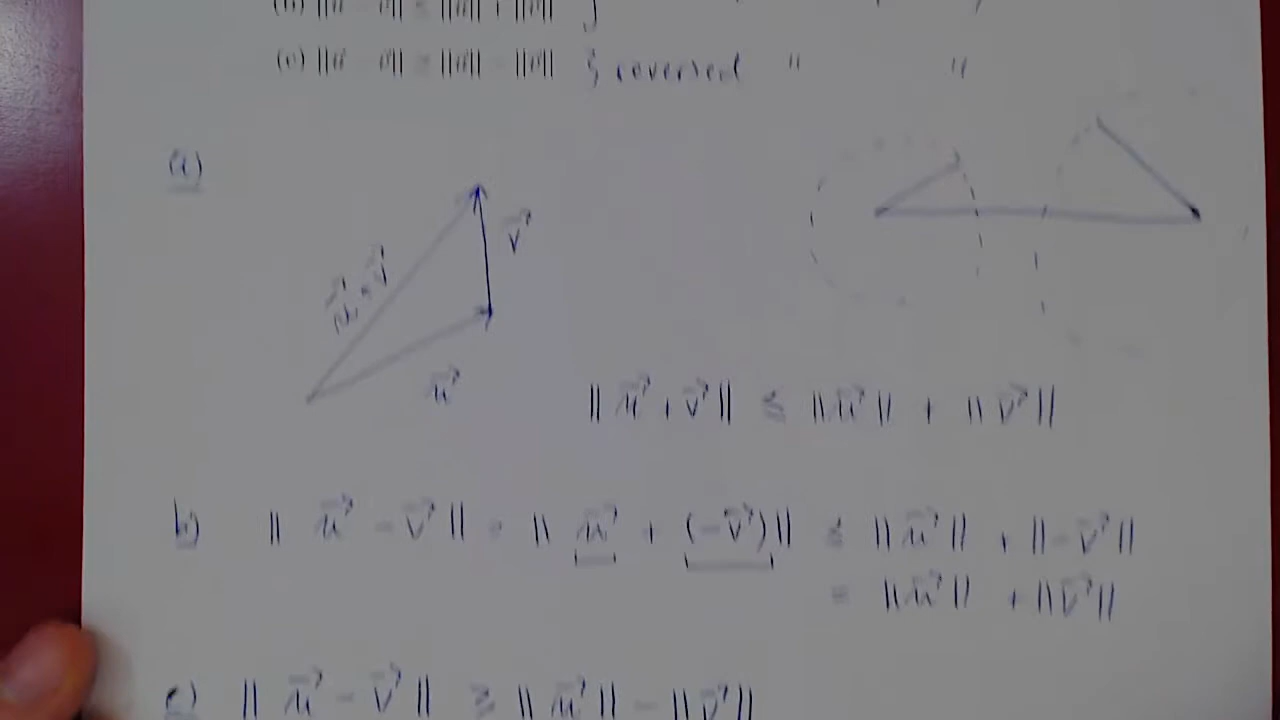 ‖u⃗ - v⃗‖ ≤ ‖u⃗‖ + ‖v⃗‖ }
(c) ‖u⃗ - v⃗‖ ≥ ‖u⃗‖ - ‖v⃗‖ } reversed " "
(a)
v⃗
u⃗ + v⃗
u⃗
‖u⃗ + v⃗‖ ≤ ‖u⃗‖ + ‖v⃗‖
b) ‖u⃗ - v⃗‖ = ‖u⃗ + (-v⃗)‖ ≤ ‖u⃗‖ + ‖-v⃗‖
= ‖u⃗‖ + ‖v⃗‖
c) ‖u⃗ - v⃗‖ ≥ ‖u⃗‖ - ‖v⃗‖